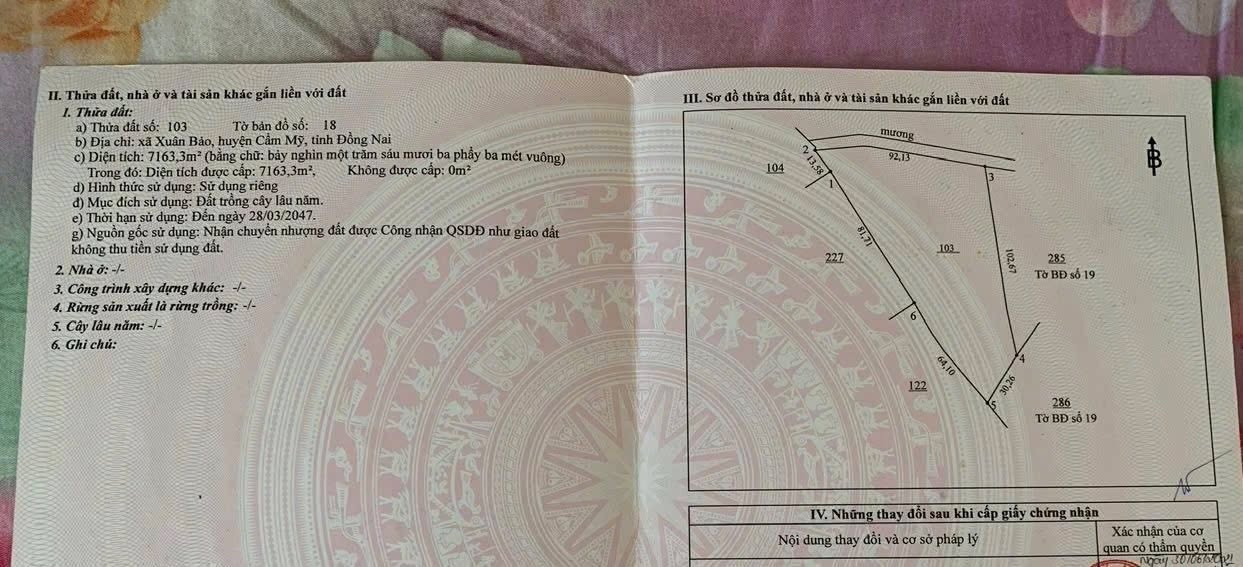 II. Thửa đất, nhà ở và tài sản khác gắn liền với đất
1. Thửa đất:
a) Thửa đất số: 103 Tờ bản đồ số: 18
b) Địa chỉ: xã Xuân Bảo, huyện Cẩm Mỹ, tỉnh Đồng Nai
c) Diện tích: 7163,3m² (bằng chữ: bảy nghìn một trăm sáu mươi ba phẩy ba mét vuông)
Trong đó: Diện tích được cấp: 7163,3m², Không được cấp: 0m²
d) Hình thức sử dụng: Sử dụng riêng
đ) Mục đích sử dụng: Đất trồng cây lâu năm.
e) Thời hạn sử dụng: Đến ngày 28/03/2047.
g) Nguồn gốc sử dụng: Nhận chuyển nhượng đất được Công nhận QSDĐ như giao đất
không thu tiền sử dụng đất.
2. Nhà ở: -/-
3. Công trình xây dựng khác: -/-
4. Rừng sản xuất là rừng trồng: -/-
5. Cây lâu năm: -/-
6. Ghi chú:
III. Sơ đồ thửa đất, nhà ở và tài sản khác gắn liền với đất
mương
2
92,13
B
104
13,58
1
3
81,71
103
227
102,67
285
Tờ BĐ số 19
6
4
64,10
30,26
122
5
286
Tờ BĐ số 19
IV. Những thay đổi sau khi cấp giấy chứng nhận
Nội dung thay đổi và cơ sở pháp lý
Xác nhận của cơ
quan có thẩm quyền
Ngày 30/06/2021